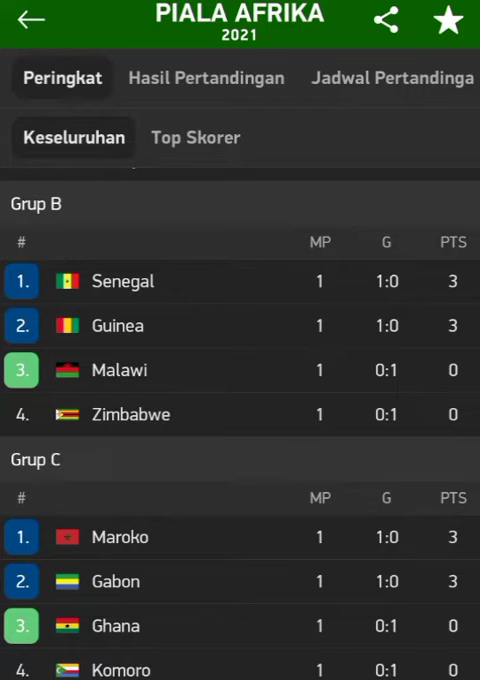 PIALA AFRIKA
2021
Peringkat Hasil Pertandingan Jadwal Pertandinga
Keseluruhan Top Skorer
Grup B
# MP G PTS
1. Senegal 1 1:0 3
2. Guinea 1 1:0 3
3. Malawi 1 0:1 0
4. Zimbabwe 1 0:1 0
Grup C
# MP G PTS
1. Maroko 1 1:0 3
2. Gabon 1 1:0 3
3. Ghana 1 0:1 0
4. Komoro 1 0:1 0